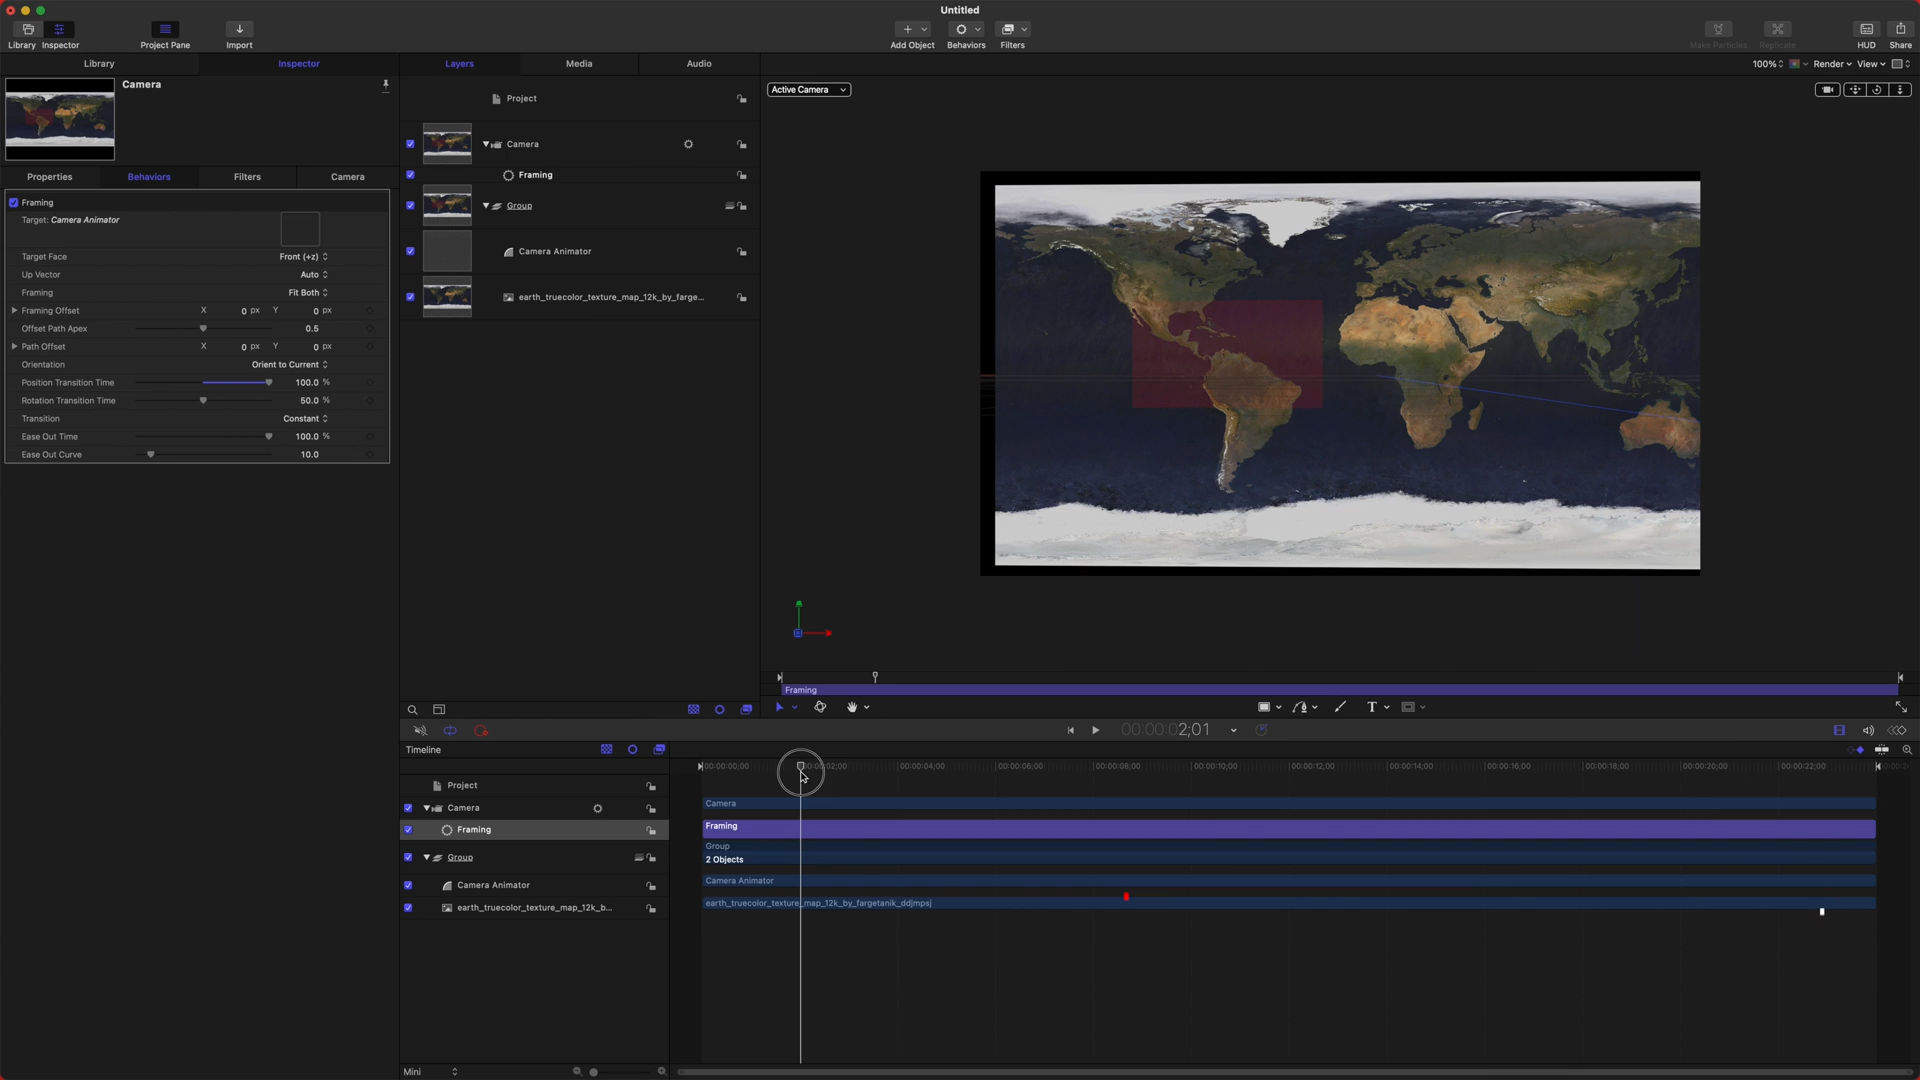 Untitled
Library
Inspector
Project Pane
Import
Add Object
Behaviors
Filters
Make Particles
Replicate
HUD
Share
Library
Inspector
Layers
Media
Audio
100%
Render
View
Camera
Active Camera
Project
Camera
Framing
Group
Camera Animator
earth_truecolor_texture_map_12k_by_farge...
Properties
Behaviors
Filters
Camera
Framing
Target: Camera Animator
Target Face Front (+z)
Up Vector Auto
Framing Fit Both
Framing Offset X 0 px Y 0 px
Offset Path Apex 0.5
Path Offset X 0 px Y 0 px
Orientation Orient to Current
Position Transition Time 100.0 %
Rotation Transition Time 50.0 %
Transition Constant
Ease Out Time 100.0 %
Ease Out Curve 10.0
Framing
T
00:00:02;01
Timeline
00:00:00;00 00:00:02;00 00:00:04;00 00:00:06;00 00:00:08;00 00:00:10;00 00:00:12;00 00:00:14;00 00:00:16;00 00:00:18;00 00:00:20;00 00:00:22;00
Project
Camera
Framing
Group
Camera Animator
earth_truecolor_texture_map_12k_b...
Camera
Framing
Group
2 Objects
Camera Animator
earth_truecolor_texture_map_12k_by_fargetanik_ddjmpsj
Mini